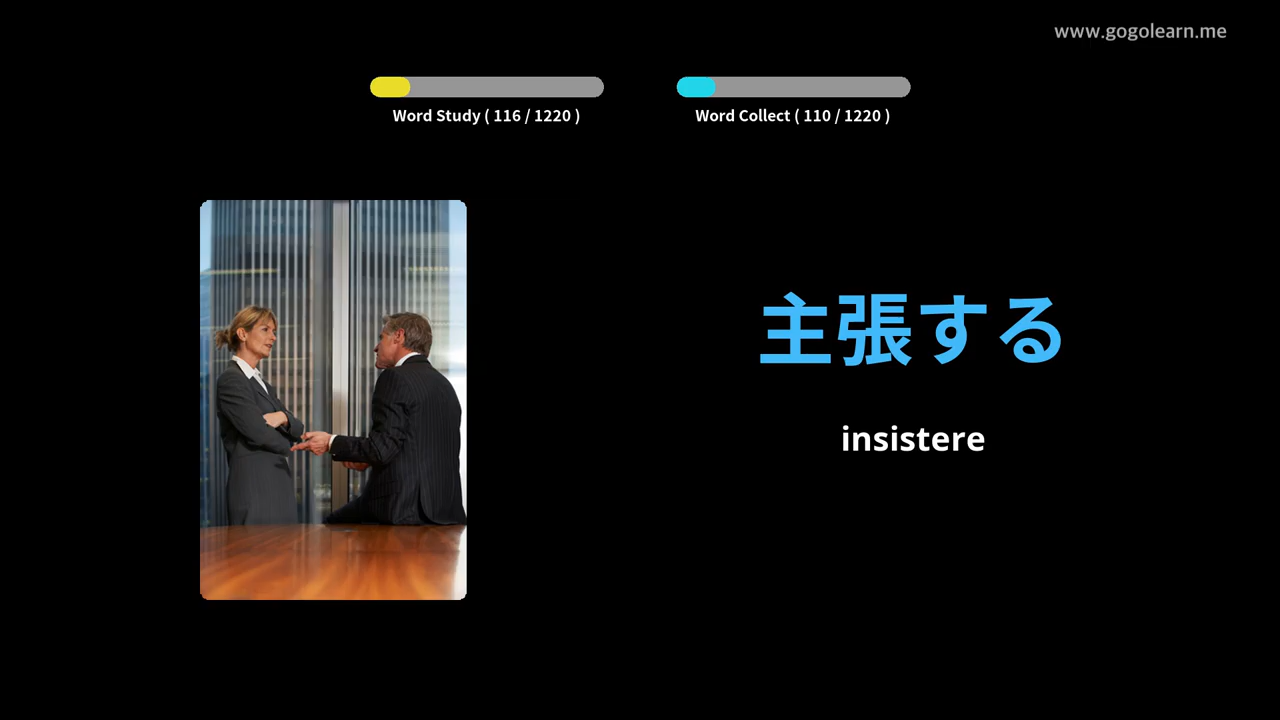 www.gogolearn.me
Word Study ( 116 / 1220 )
Word Collect ( 110 / 1220 )
主張する
insistere